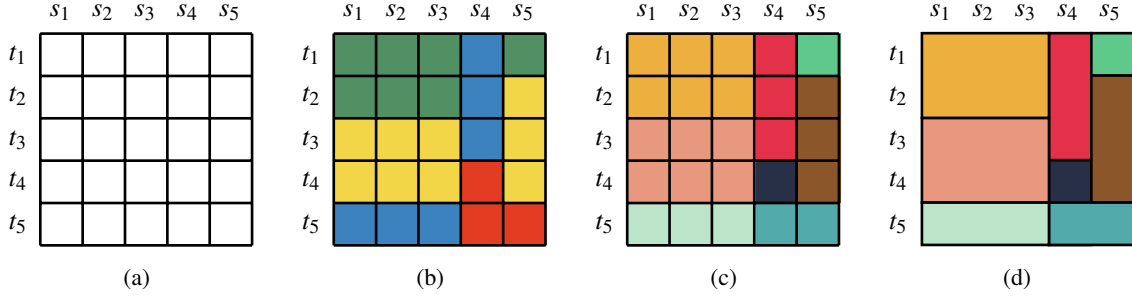 s1 s2 s3 s4 s5 s1 s2 s3 s4 s5 s1 s2 s3 s4 s5 s1 s2 s3 s4 s5
t1 t1 t1 t1
t2 t2 t2 t2
t3 t3 t3 t3
t4 t4 t4 t4
t5 t5 t5 t5
(a) (b) (c) (d)